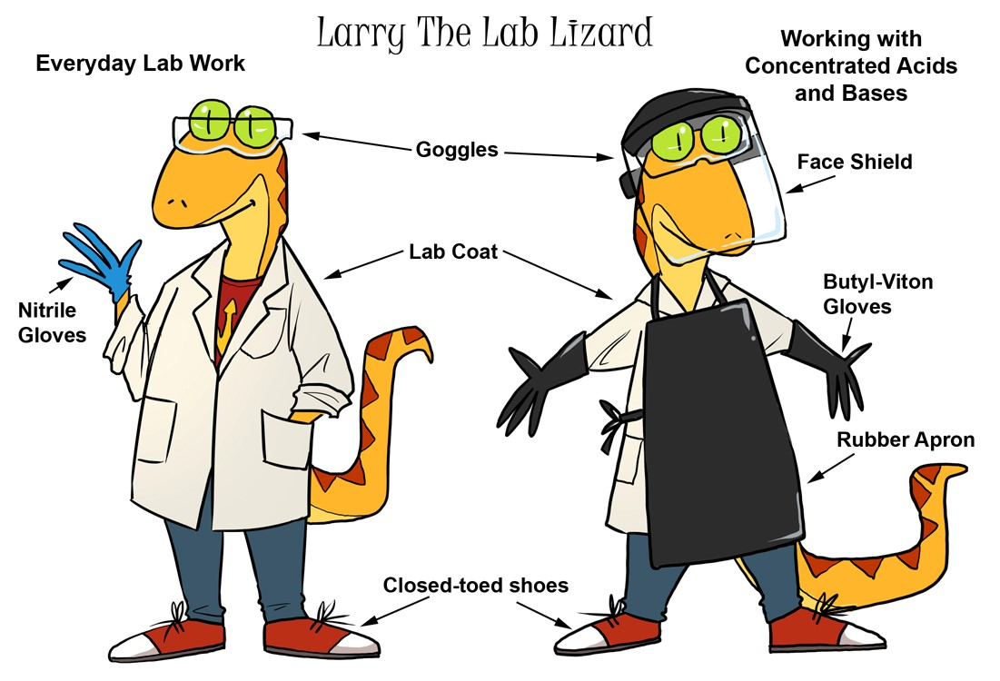 Larry The Lab Lizard
Everyday Lab Work
Working with
Concentrated Acids
and Bases
Goggles
Face Shield
Lab Coat
Nitrile
Gloves
Butyl-Viton
Gloves
Rubber Apron
Closed-toed shoes